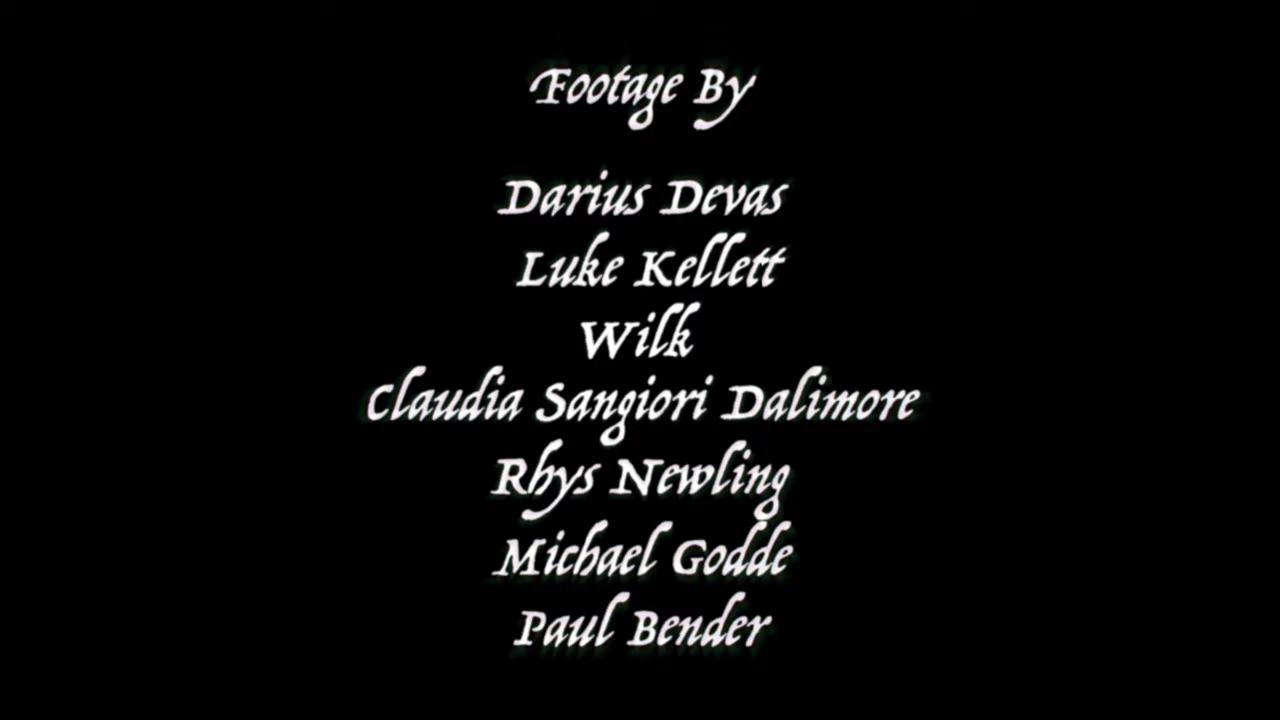 Footage By
Darius Devas
Luke Kellett
Wilk
Claudia Sangiori Dalimore
Rhys Newling
Michael Godde
Paul Bender